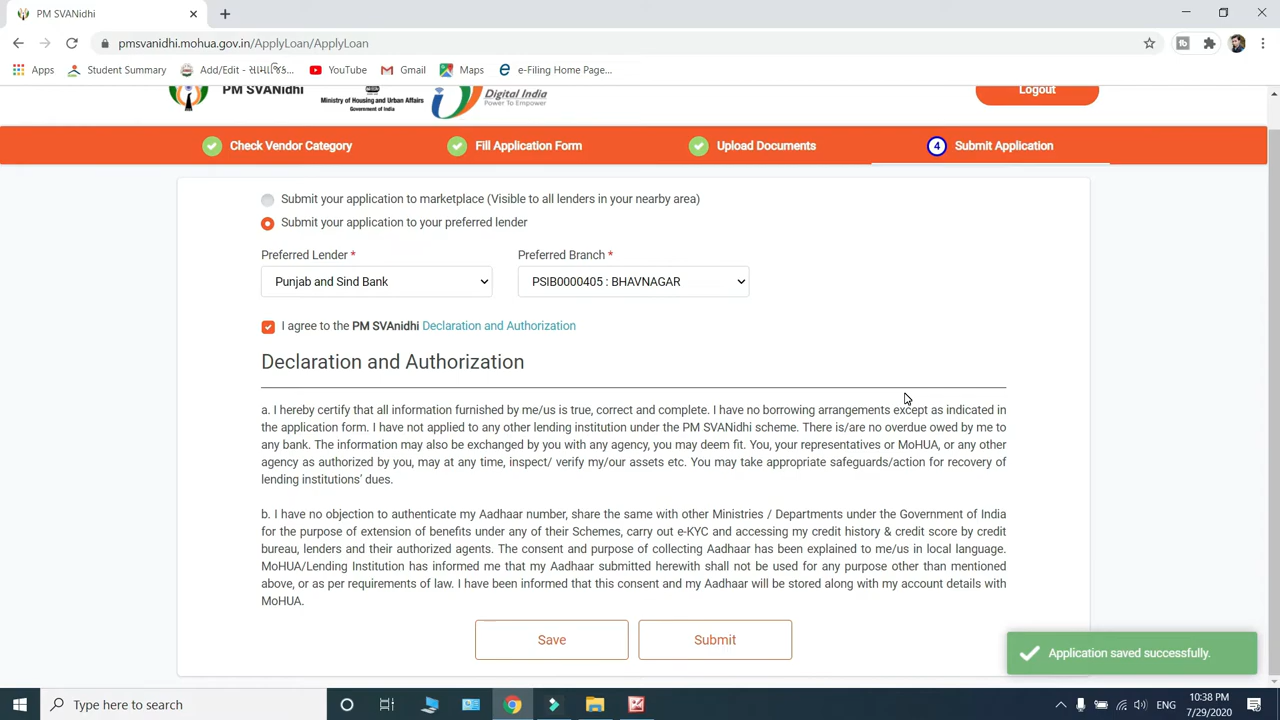 PM SVANidhi
pmsvanidhi.mohua.gov.in/ApplyLoan/ApplyLoan
Apps Student Summary Add/Edit - સામાજિક... YouTube Gmail Maps e-Filing Home Page...
PM SVANidhi
Ministry of Housing and Urban Affairs
Government of India
Digital India
Power To Empower
Logout
Check Vendor Category Fill Application Form Upload Documents 4 Submit Application
Submit your application to marketplace (Visible to all lenders in your nearby area)
Submit your application to your preferred lender
Preferred Lender * Preferred Branch *
Punjab and Sind Bank PSIB0000405 : BHAVNAGAR
I agree to the PM SVAnidhi Declaration and Authorization
Declaration and Authorization
a. I hereby certify that all information furnished by me/us is true, correct and complete. I have no borrowing arrangements except as indicated in
the application form. I have not applied to any other lending institution under the PM SVANidhi scheme. There is/are no overdue owed by me to
any bank. The information may also be exchanged by you with any agency, you may deem fit. You, your representatives or MoHUA, or any other
agency as authorized by you, may at any time, inspect/ verify my/our assets etc. You may take appropriate safeguards/action for recovery of
lending institutions’ dues.
b. I have no objection to authenticate my Aadhaar number, share the same with other Ministries / Departments under the Government of India
for the purpose of extension of benefits under any of their Schemes, carry out e-KYC and accessing my credit history & credit score by credit
bureau, lenders and their authorized agents. The consent and purpose of collecting Aadhaar has been explained to me/us in local language.
MoHUA/Lending Institution has informed me that my Aadhaar submitted herewith shall not be used for any purpose other than mentioned
above, or as per requirements of law. I have been informed that this consent and my Aadhaar will be stored along with my account details with
MoHUA.
Save Submit
Application saved successfully.
Type here to search
ENG
10:38 PM
7/29/2020